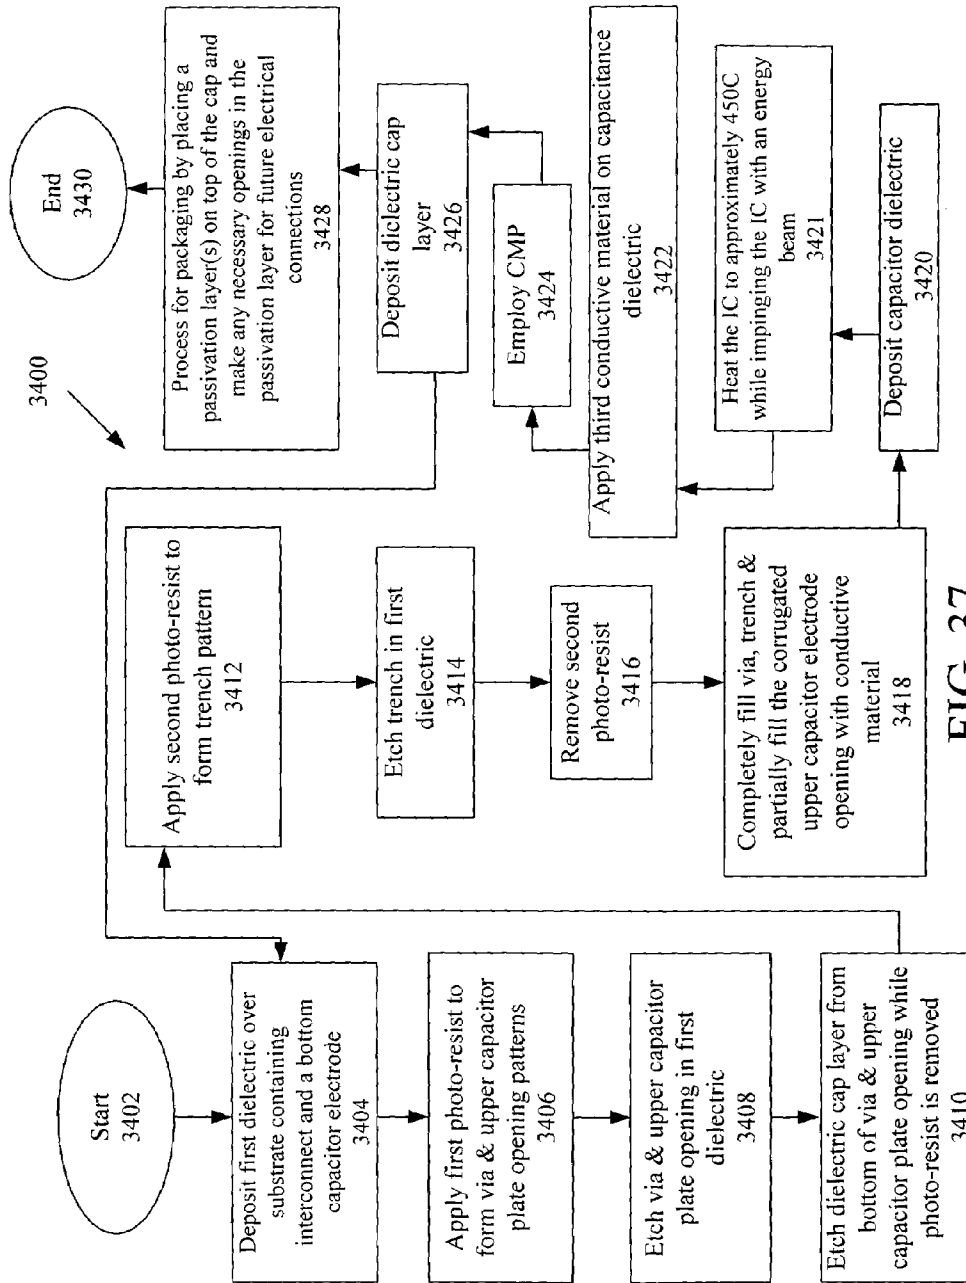 3400
Start
3402
Deposit first dielectric over
substrate containing
interconnect and a bottom
capacitor electrode
3404
Apply first photo-resist to
form via & upper capacitor
plate opening patterns
3406
Etch via & upper capacitor
plate opening in first
dielectric
3408
Etch dielectric cap layer from
bottom of via & upper
capacitor plate opening while
photo-resist is removed
3410
Apply second photo-resist to
form trench pattern
3412
Etch trench in first
dielectric
3414
Remove second
photo-resist
3416
Completely fill via, trench &
partially fill the corrugated
upper capacitor electrode
opening with conductive
material
3418
Deposit capacitor dielectric
3420
Heat the IC to approximately 450C
while impinging the IC with an energy
beam
3421
Apply third conductive material on capacitance
dielectric
3422
Employ CMP
3424
Deposit dielectric cap
layer
3426
Process for packaging by placing a
passivation layer(s) on top of the cap and
make any necessary openings in the
passivation layer for future electrical
connections
3428
End
3430
FIG. 37